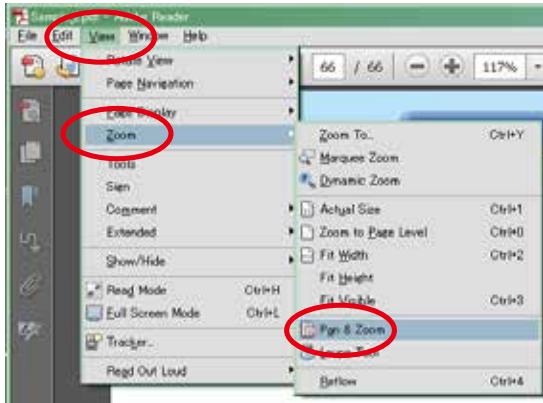 Adobe Reader
File Edit View Window Help
Rotate View
66 / 66 117%
Page Navigation
Page Display
Zoom
Tools
Sign
Comment
Extended
Show/Hide
Read Mode Ctrl+H
Full Screen Mode Ctrl+L
Tracker...
Read Out Loud
Zoom To... Ctrl+Y
Marquee Zoom
Dynamic Zoom
Actual Size Ctrl+1
Zoom to Page Level Ctrl+0
Fit Width Ctrl+2
Fit Height
Fit Visible Ctrl+3
Pan & Zoom
Loupe Tool
Reflow Ctrl+4